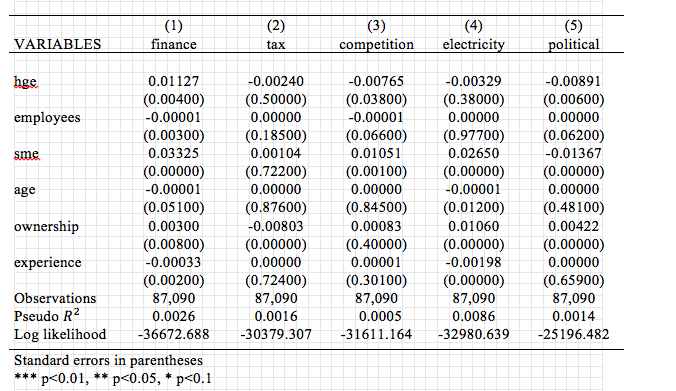 (1) (2) (3) (4) (5)
VARIABLES finance tax competition electricity political
hge 0.01127 -0.00240 -0.00765 -0.00329 -0.00891
(0.00400) (0.50000) (0.03800) (0.38000) (0.00600)
employees -0.00001 0.00000 -0.00001 0.00000 0.00000
(0.00300) (0.18500) (0.06600) (0.97700) (0.06200)
sme 0.03325 0.00104 0.01051 0.02650 -0.01367
(0.00000) (0.72200) (0.00100) (0.00000) (0.00000)
age -0.00001 0.00000 0.00000 -0.00001 0.00000
(0.05100) (0.87600) (0.84500) (0.01200) (0.48100)
ownership 0.00300 -0.00803 0.00083 0.01060 0.00422
(0.00800) (0.00000) (0.40000) (0.00000) (0.00000)
experience -0.00033 0.00000 0.00001 -0.00198 0.00000
(0.00200) (0.72400) (0.30100) (0.00000) (0.65900)
Observations 87,090 87,090 87,090 87,090 87,090
Pseudo R² 0.0026 0.0016 0.0005 0.0086 0.0014
Log likelihood -36672.688 -30379.307 -31611.164 -32980.639 -25196.482
Standard errors in parentheses
*** p<0.01, ** p<0.05, * p<0.1